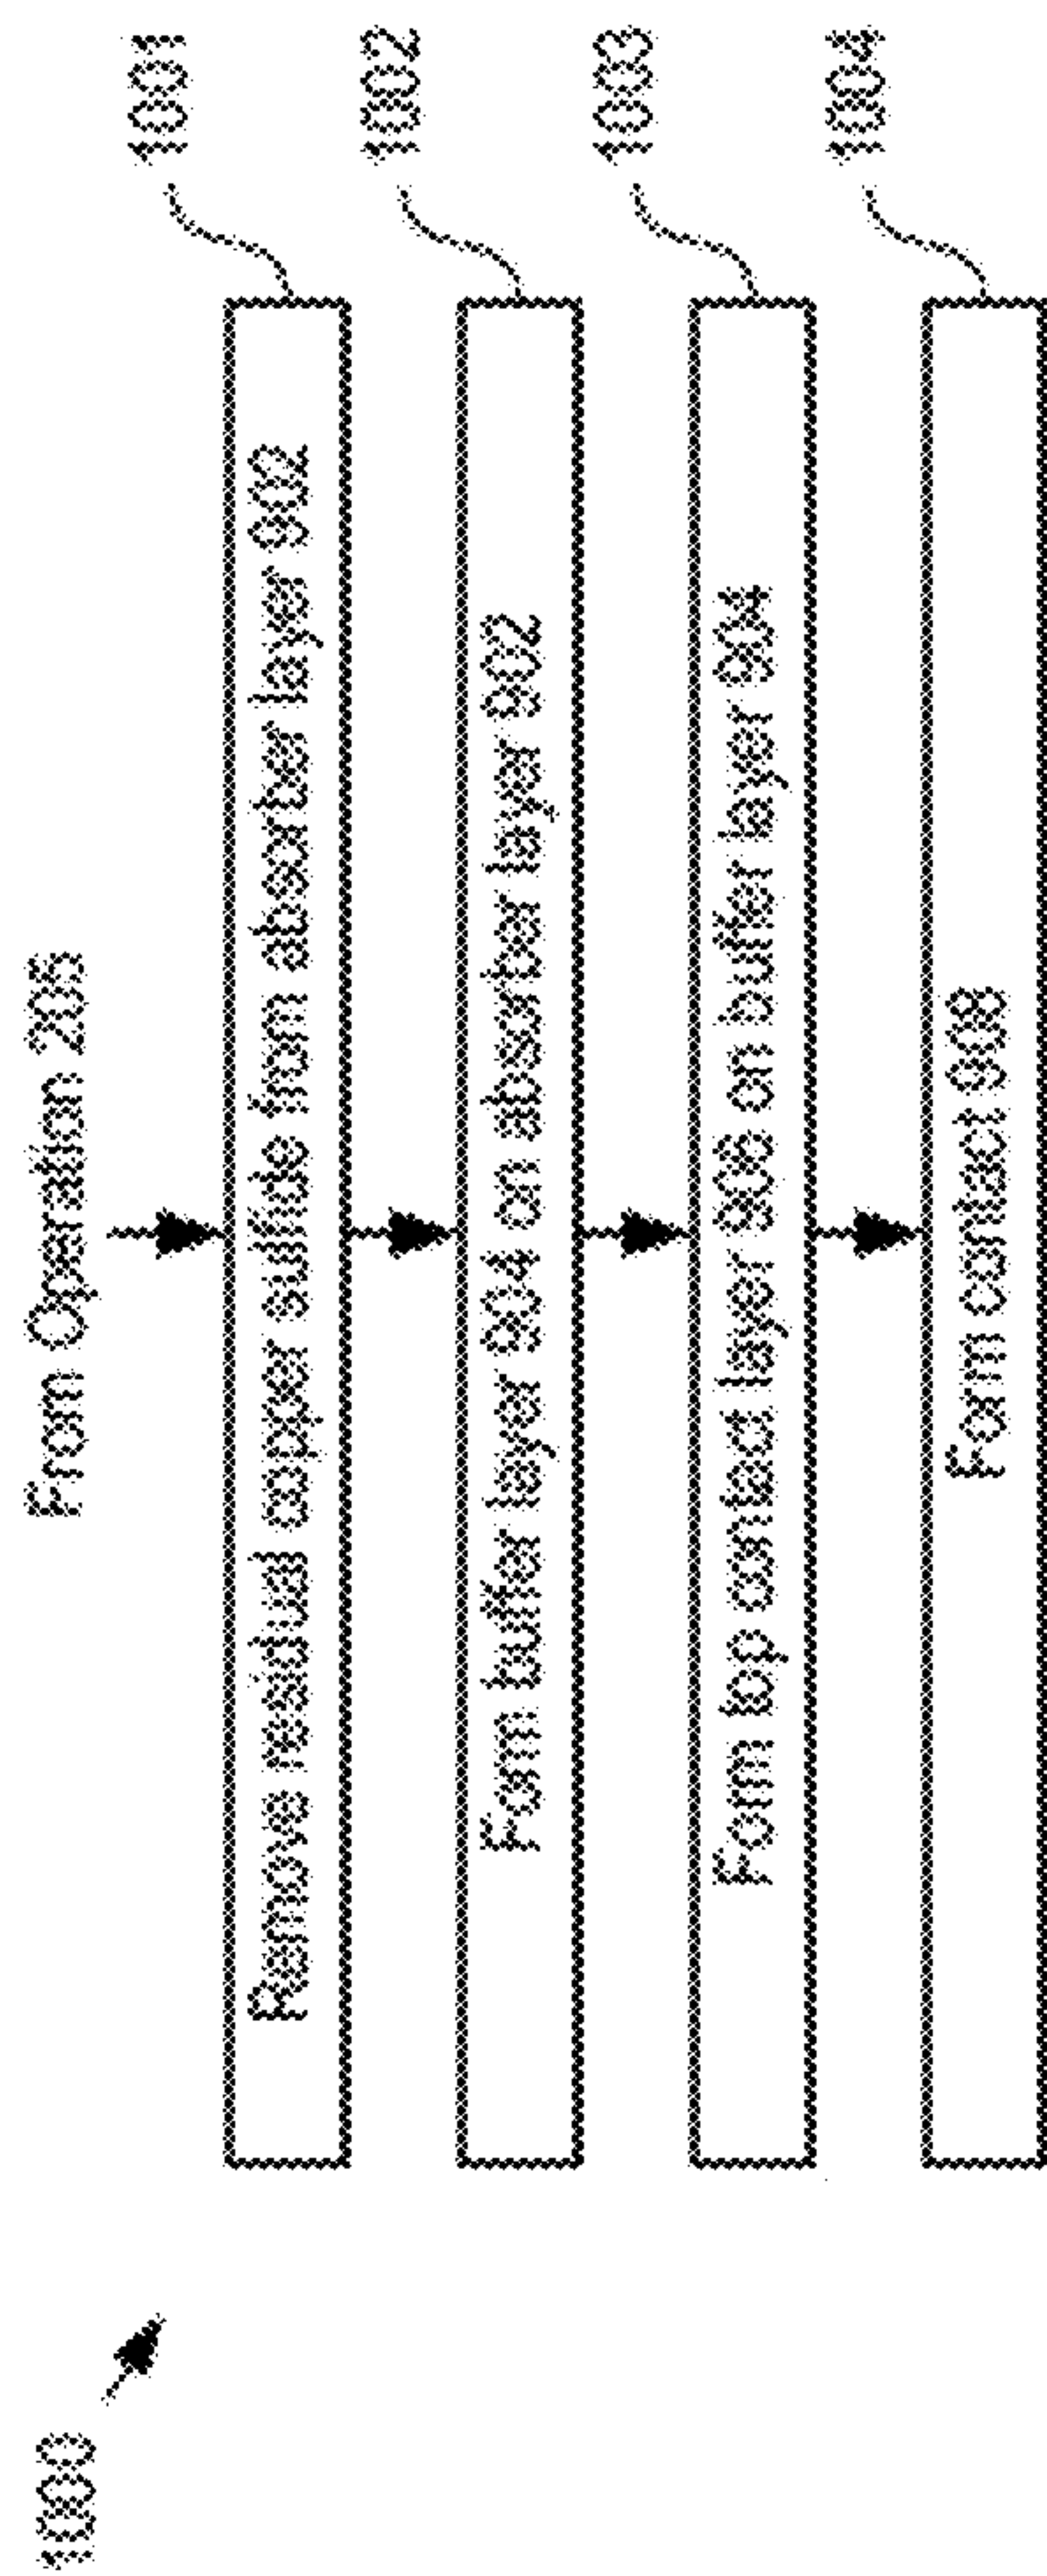 1000
From Operation 205
Remove residual copper sulfide from absorber layer 902
1001
Form buffer layer 904 on absorber layer 902
1002
Form top contact layer 906 on buffer layer 904
1003
Form contact 908
1004